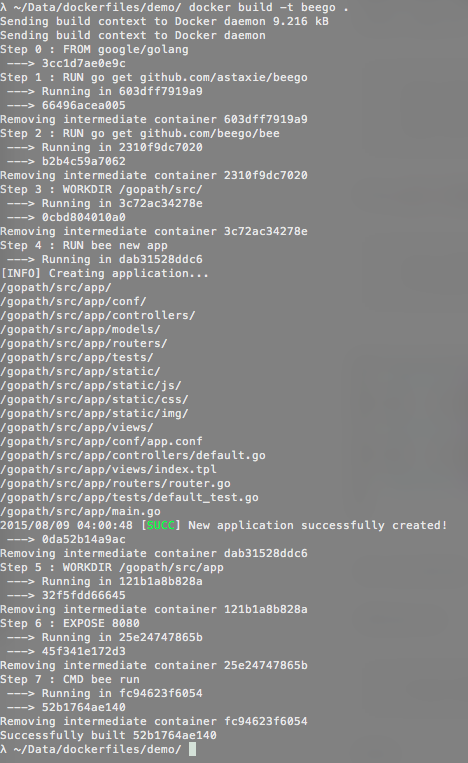 λ ~/Data/dockerfiles/demo/ docker build -t beego .
Sending build context to Docker daemon 9.216 kB
Sending build context to Docker daemon
Step 0 : FROM google/golang
 ---> 3cc1d7ae0e9c
Step 1 : RUN go get github.com/astaxie/beego
 ---> Running in 603dff7919a9
 ---> 66496acea005
Removing intermediate container 603dff7919a9
Step 2 : RUN go get github.com/beego/bee
 ---> Running in 2310f9dc7020
 ---> b2b4c59a7062
Removing intermediate container 2310f9dc7020
Step 3 : WORKDIR /gopath/src/
 ---> Running in 3c72ac34278e
 ---> 0cbd804010a0
Removing intermediate container 3c72ac34278e
Step 4 : RUN bee new app
 ---> Running in dab31528ddc6
[INFO] Creating application...
/gopath/src/app/
/gopath/src/app/conf/
/gopath/src/app/controllers/
/gopath/src/app/models/
/gopath/src/app/routers/
/gopath/src/app/tests/
/gopath/src/app/static/
/gopath/src/app/static/js/
/gopath/src/app/static/css/
/gopath/src/app/static/img/
/gopath/src/app/views/
/gopath/src/app/conf/app.conf
/gopath/src/app/controllers/default.go
/gopath/src/app/views/index.tpl
/gopath/src/app/routers/router.go
/gopath/src/app/tests/default_test.go
/gopath/src/app/main.go
2015/08/09 04:00:48 [SUCC] New application successfully created!
 ---> 0da52b14a9ac
Removing intermediate container dab31528ddc6
Step 5 : WORKDIR /gopath/src/app
 ---> Running in 121b1a8b828a
 ---> 32f5fdd66645
Removing intermediate container 121b1a8b828a
Step 6 : EXPOSE 8080
 ---> Running in 25e24747865b
 ---> 45f341e172d3
Removing intermediate container 25e24747865b
Step 7 : CMD bee run
 ---> Running in fc94623f6054
 ---> 52b1764ae140
Removing intermediate container fc94623f6054
Successfully built 52b1764ae140
λ ~/Data/dockerfiles/demo/